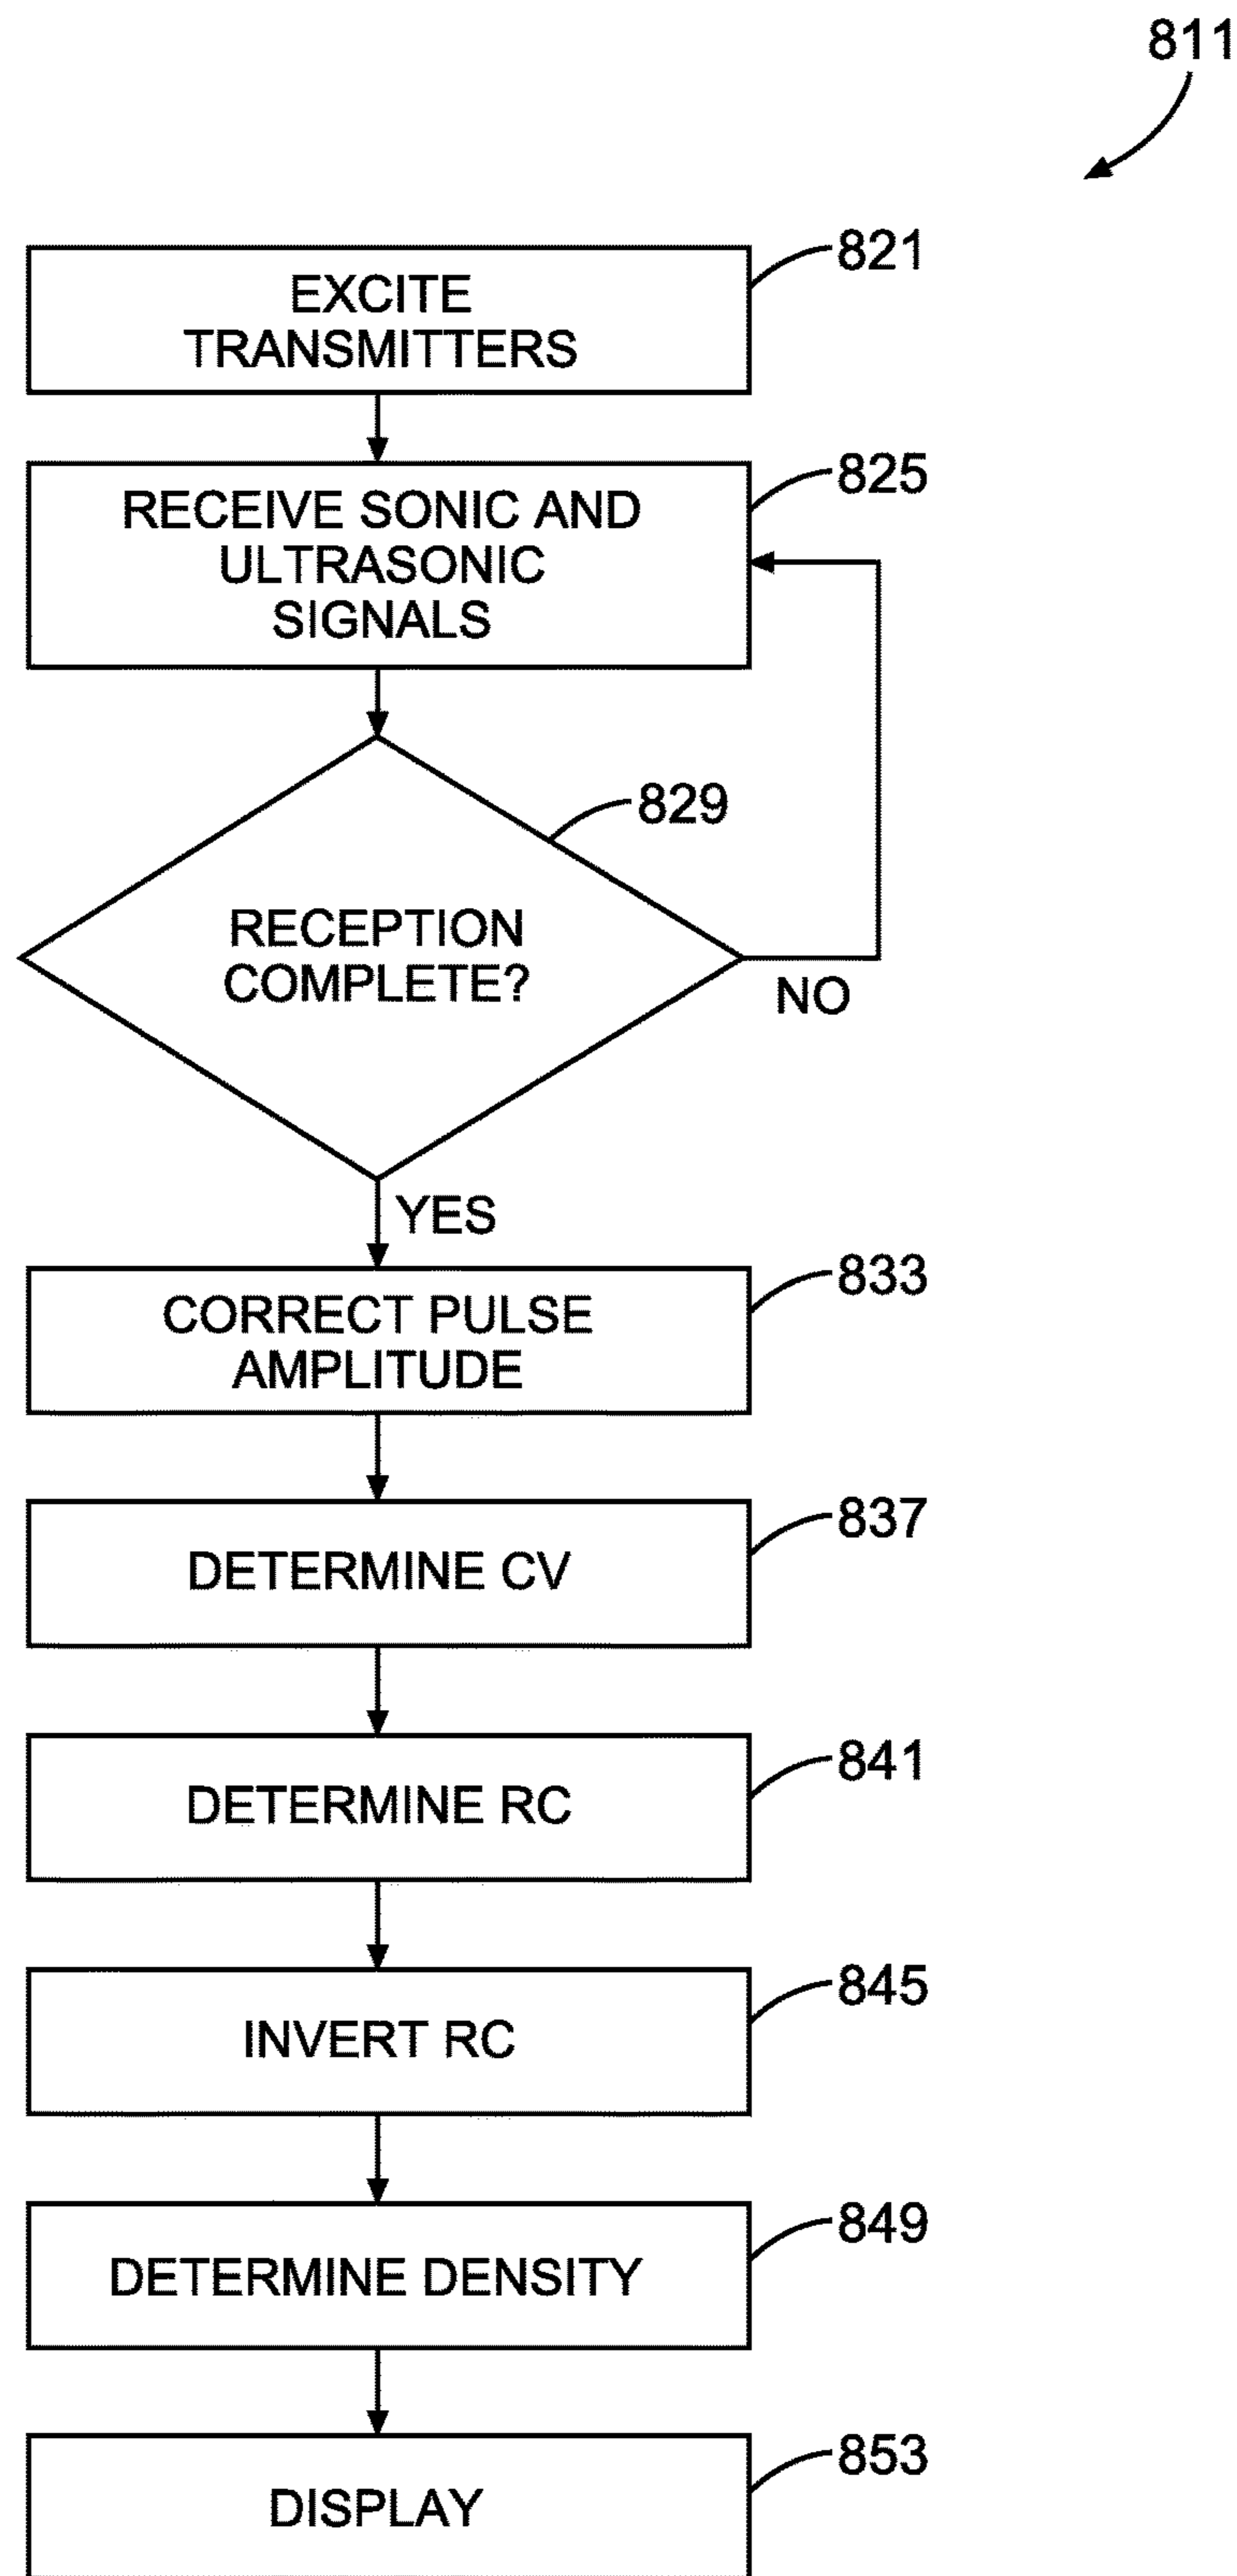 811
821
EXCITE
TRANSMITTERS
825
RECEIVE SONIC AND
ULTRASONIC
SIGNALS
829
RECEPTION
COMPLETE?
NO
YES
833
CORRECT PULSE
AMPLITUDE
837
DETERMINE CV
841
DETERMINE RC
845
INVERT RC
849
DETERMINE DENSITY
853
DISPLAY